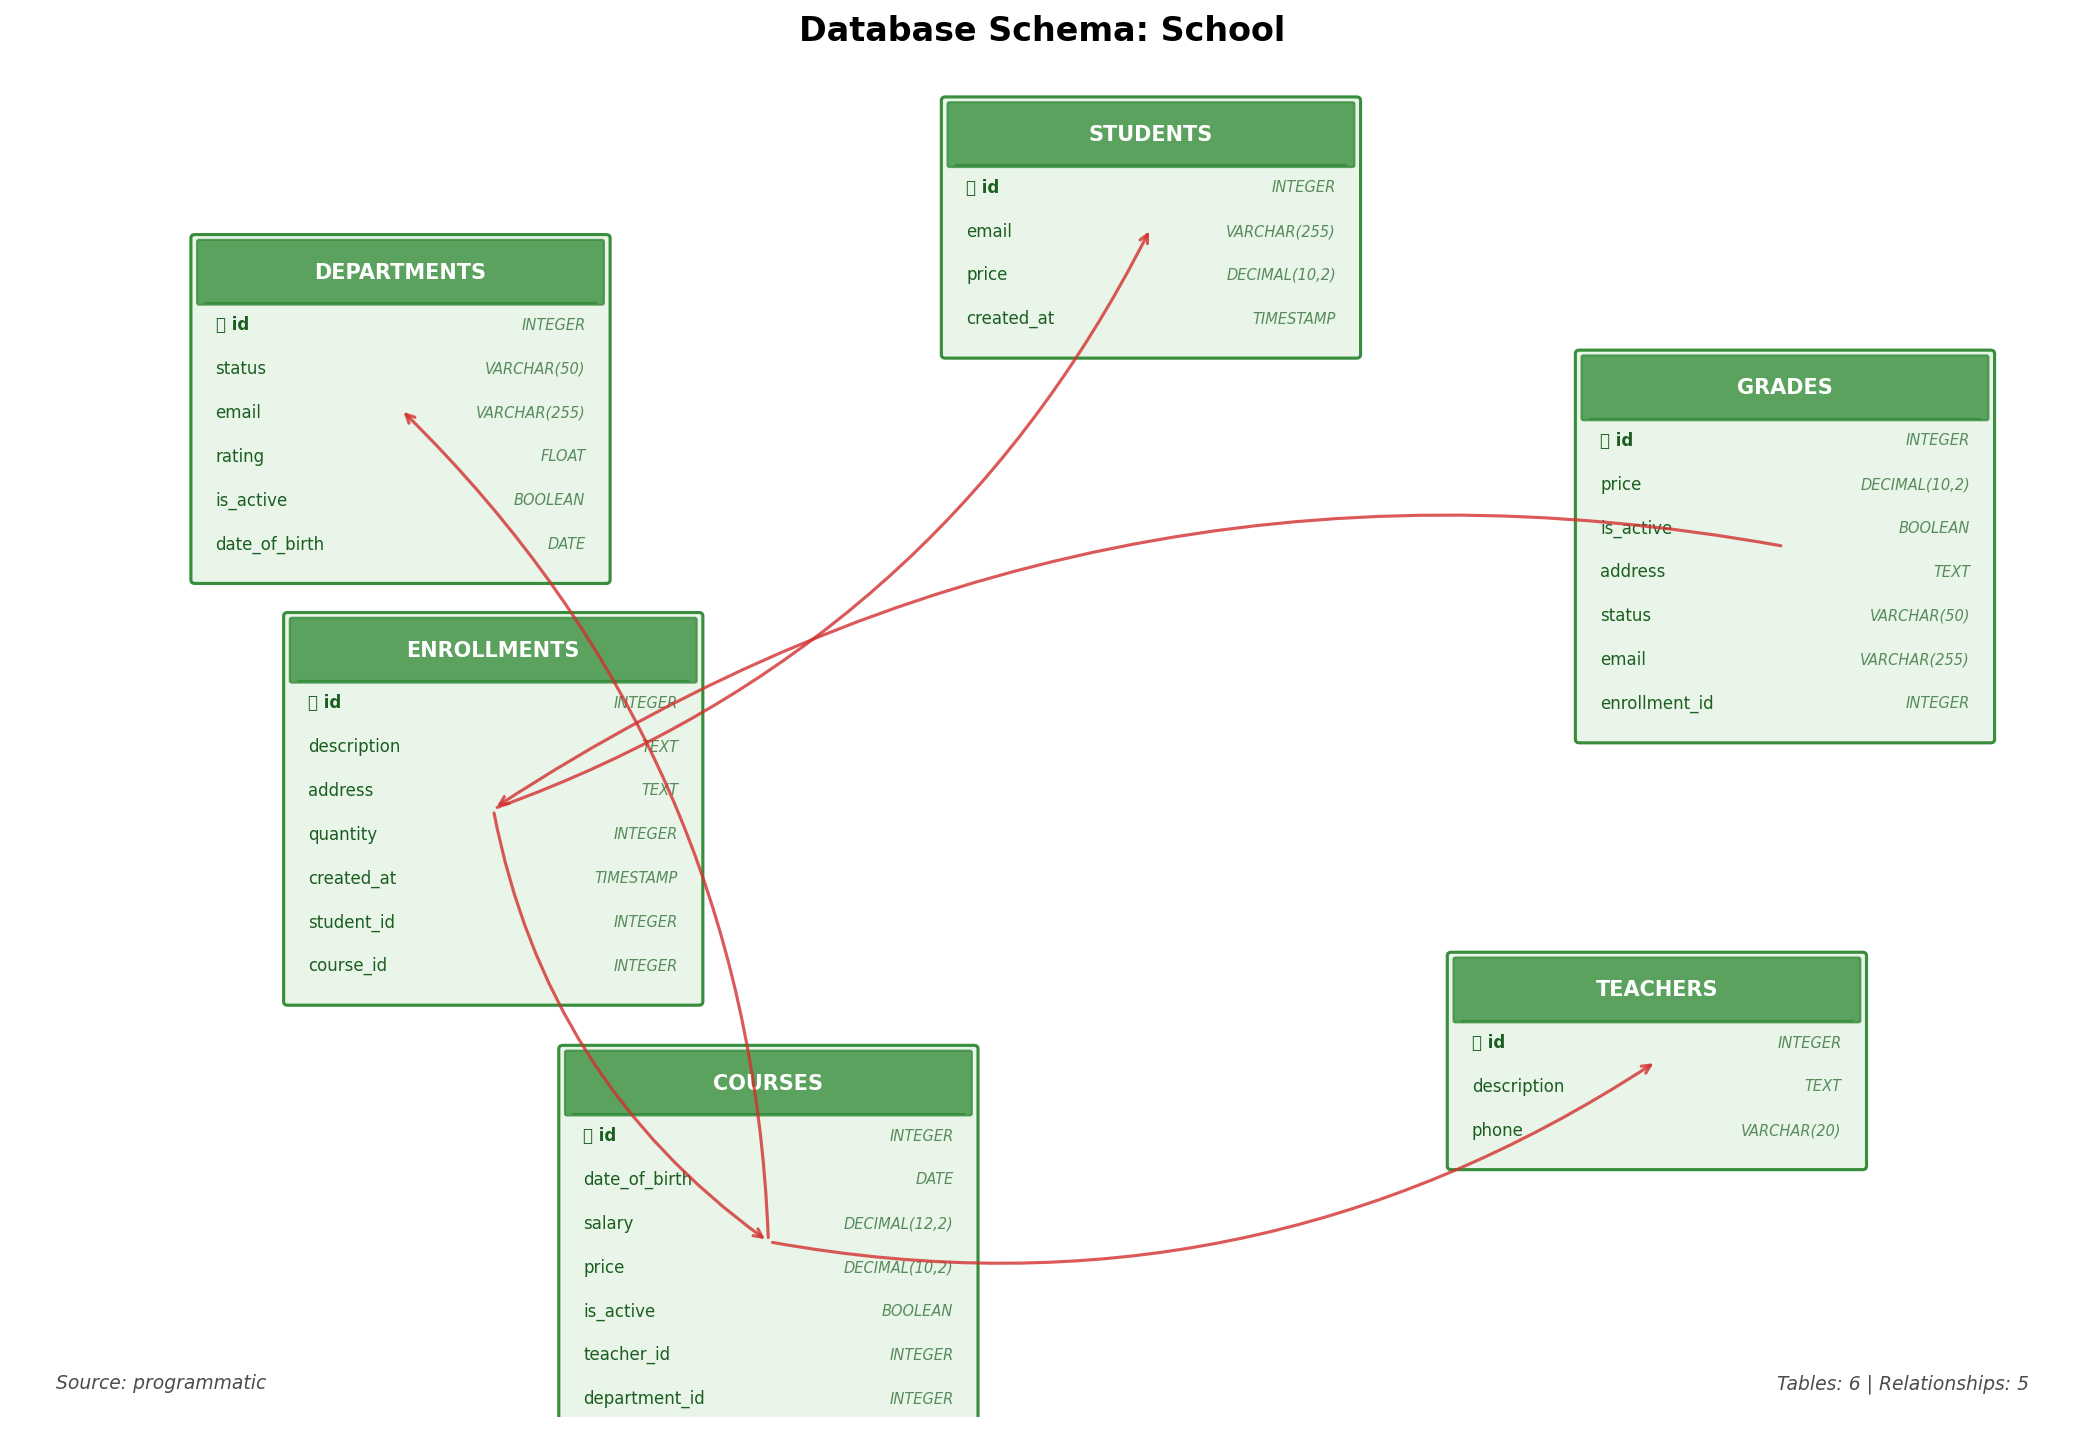 Database Schema: School
STUDENTS
id INTEGER
email VARCHAR(255)
price DECIMAL(10,2)
created_at TIMESTAMP
DEPARTMENTS
id INTEGER
status VARCHAR(50)
email VARCHAR(255)
rating FLOAT
is_active BOOLEAN
date_of_birth DATE
GRADES
id INTEGER
price DECIMAL(10,2)
is_active BOOLEAN
address TEXT
status VARCHAR(50)
email VARCHAR(255)
enrollment_id INTEGER
ENROLLMENTS
id INTEGER
description TEXT
address TEXT
quantity INTEGER
created_at TIMESTAMP
student_id INTEGER
course_id INTEGER
TEACHERS
id INTEGER
description TEXT
phone VARCHAR(20)
COURSES
id INTEGER
date_of_birth DATE
salary DECIMAL(12,2)
price DECIMAL(10,2)
is_active BOOLEAN
teacher_id INTEGER
department_id INTEGER
Source: programmatic
Tables: 6 | Relationships: 5